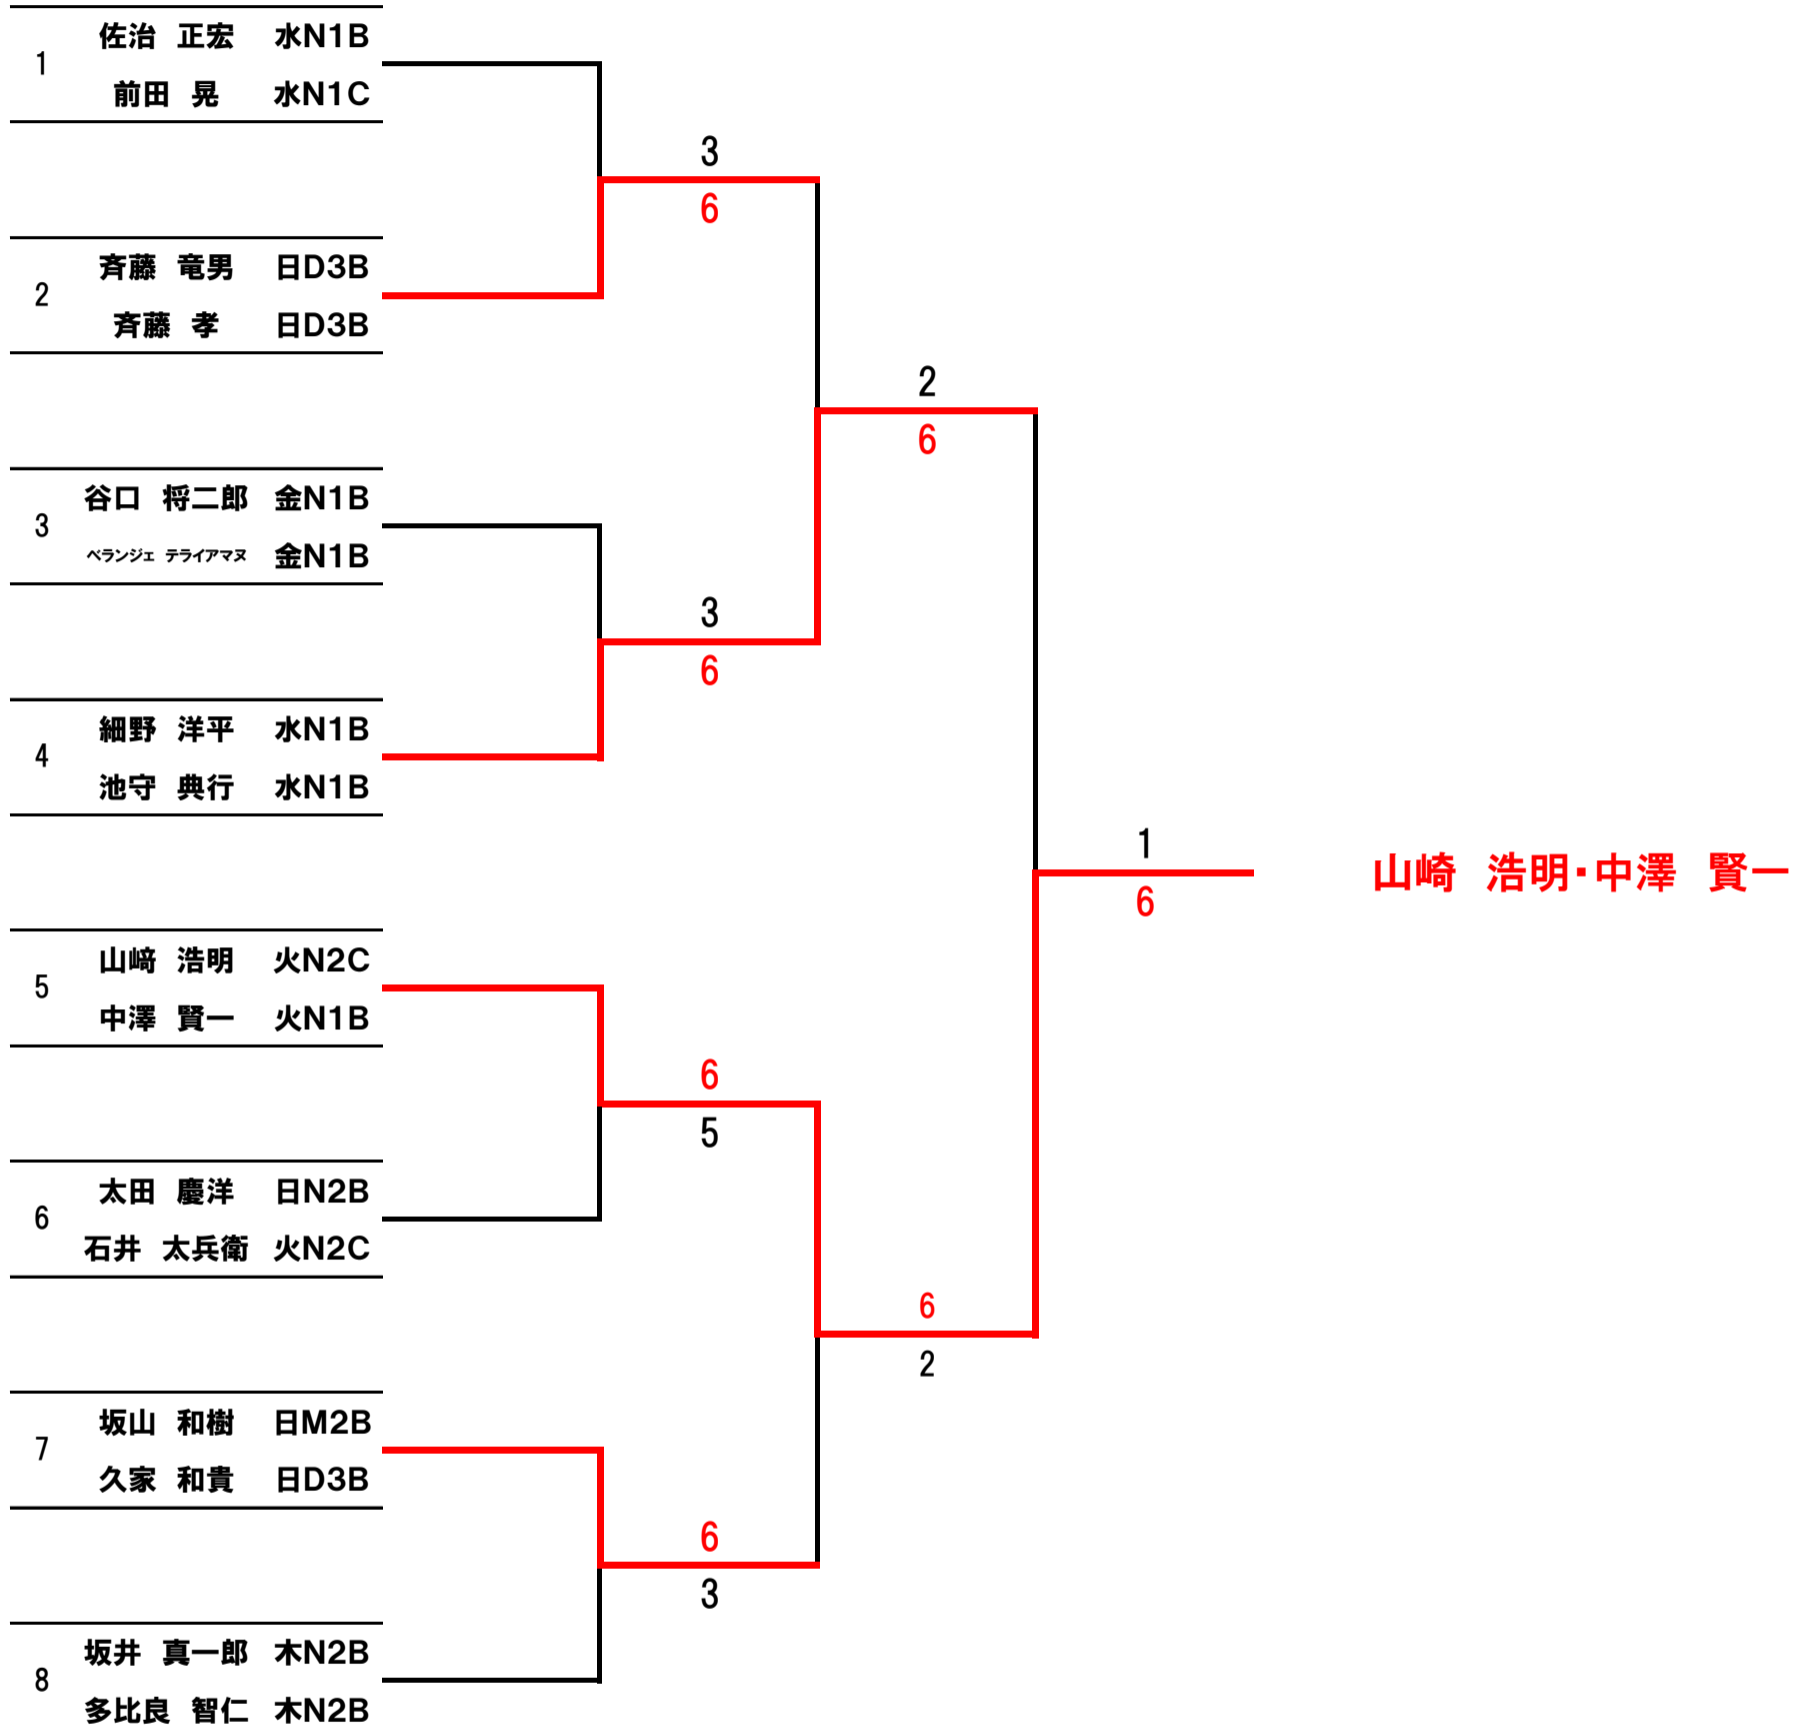 佐治 正宏 水N1B
1
前田 晃 水N1C
3
6
斉藤 竜男 日D3B
2
斉藤 孝 日D3B
2
6
谷口 将二郎 金N1B
3
ベランジェ テライアマヌ 金N1B
3
6
細野 洋平 水N1B
4
池守 典行 水N1B
1
山崎 浩明・中澤 賢一
6
山﨑 浩明 火N2C
5
中澤 賢一 火N1B
6
5
太田 慶洋 日N2B
6
石井 太兵衛 火N2C
6
2
坂山 和樹 日M2B
7
久家 和貴 日D3B
6
3
坂井 真一郎 木N2B
8
多比良 智仁 木N2B